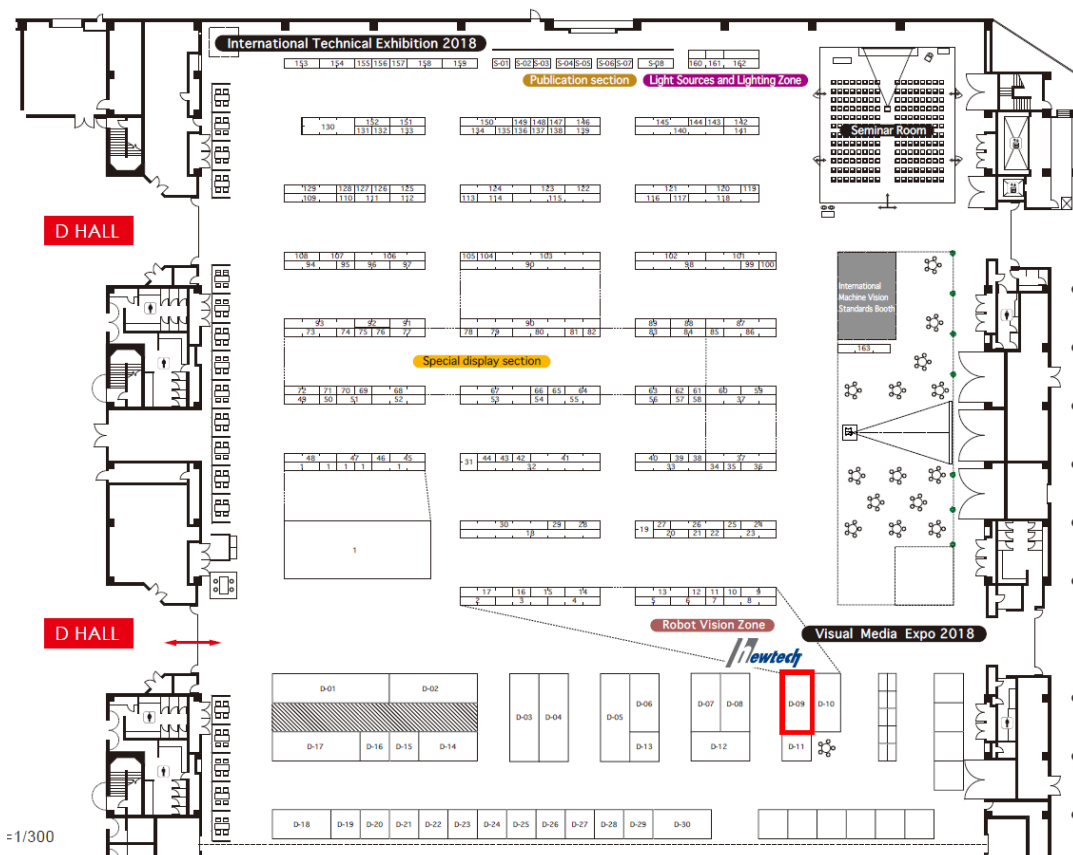 International Technical Exhibition 2018
153 154 155 156 157 158 159 S-01 S-02 S-03 S-04 S-05 S-06 S-07 S-08 160 161 162
Publication section Light Sources and Lighting Zone
130 152 151 150 149 148 147 146 145 144 143 142
131 132 133 134 135 136 137 138 139 140 141
Seminar Room
129 128 127 126 125 124 123 122 121 120 119
109 110 111 112 113 114 115 116 117 118
D HALL
108 107 106 105 104 103 102 101
94 95 96 97 90 98 99 100
International
Machine Vision
Standards Booth
93 92 91 90 89 88 87
73 74 75 76 77 78 79 80 81 82 83 84 85 86
163
Special display section
72 71 70 69 68 67 66 65 64 63 62 61 60 59
49 50 51 52 53 54 55 56 57 58 37
48 47 46 45 31 44 43 42 41 40 39 38 37
1 1 1 1 1 32 33 34 35 36
30 29 28 19 27 26 25 24
18 20 21 22 23
1
17 16 15 14 13 12 11 10 9
2 3 4 5 6 7 8
D HALL
Robot Vision Zone Visual Media Expo 2018
Newtech
D-01 D-02
D-03 D-04 D-05 D-06 D-07 D-08 D-09 D-10
D-17 D-16 D-15 D-14 D-13 D-12 D-11
D-18 D-19 D-20 D-21 D-22 D-23 D-24 D-25 D-26 D-27 D-28 D-29 D-30
=1/300